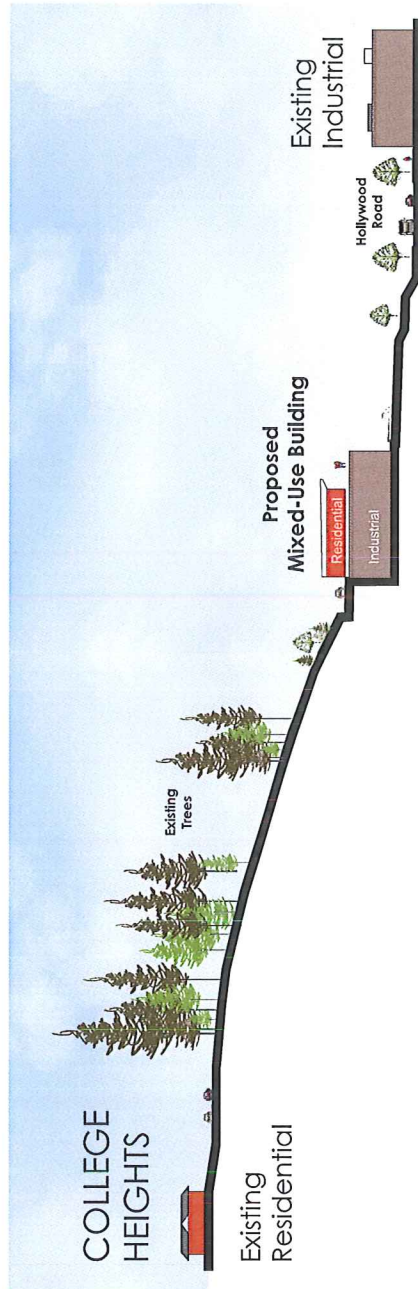 COLLEGE
HEIGHTS
Existing
Residential
Existing
Trees
Proposed
Mixed-Use Building
Residential
Industrial
Hollywood
Road
Existing
Industrial